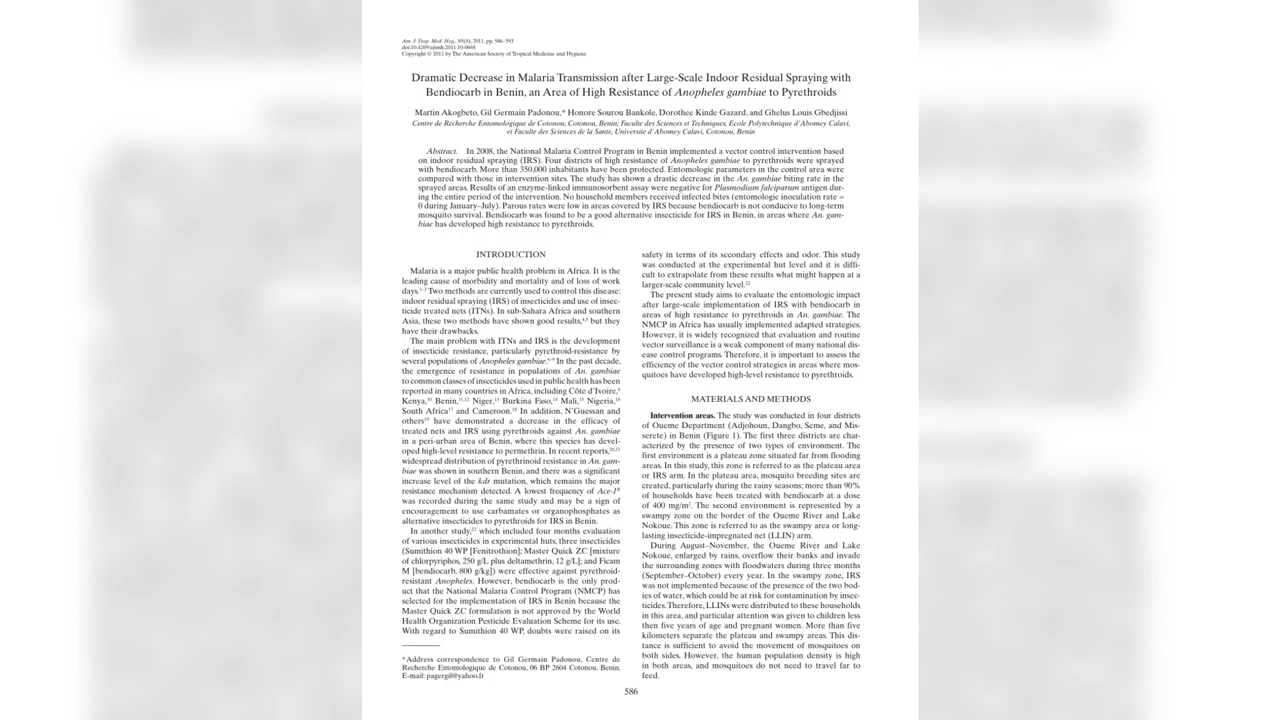 Am. J. Trop. Med. Hyg., 85(4), 2011, pp. 586–593
doi:10.4269/ajtmh.2011.10-0668
Copyright © 2011 by The American Society of Tropical Medicine and Hygiene
Dramatic Decrease in Malaria Transmission after Large-Scale Indoor Residual Spraying with
Bendiocarb in Benin, an Area of High Resistance of Anopheles gambiae to Pyrethroids
Martin Akogbeto, Gil Germain Padonou,* Honore Sourou Bankole, Dorothee Kinde Gazard, and Ghelus Louis Gbedjissi
Centre de Recherche Entomologique de Cotonou, Cotonou, Benin; Faculte des Sciences et Techniques, Ecole Polytechnique d'Abomey Calavi,
et Faculte des Sciences de la Sante, Universite d'Abomey Calavi, Cotonou, Benin
Abstract. In 2008, the National Malaria Control Program in Benin implemented a vector control intervention based
on indoor residual spraying (IRS). Four districts of high resistance of Anopheles gambiae to pyrethroids were sprayed
with bendiocarb. More than 350,000 inhabitants have been protected. Entomologic parameters in the control area were
compared with those in intervention sites. The study has shown a drastic decrease in the An. gambiae biting rate in the
sprayed areas. Results of an enzyme-linked immunosorbent assay were negative for Plasmodium falciparum antigen dur-
ing the entire period of the intervention. No household members received infected bites (entomologic inoculation rate =
0 during January–July). Parous rates were low in areas covered by IRS because bendiocarb is not conducive to long-term
mosquito survival. Bendiocarb was found to be a good alternative insecticide for IRS in Benin, in areas where An. gam-
biae has developed high resistance to pyrethroids.
INTRODUCTION
Malaria is a major public health problem in Africa. It is the
leading cause of morbidity and mortality and of loss of work
days.1–3 Two methods are currently used to control this disease:
indoor residual spraying (IRS) of insecticides and use of insec-
ticide treated nets (ITNs). In sub-Sahara Africa and southern
Asia, these two methods have shown good results,4,5 but they
have their drawbacks.
The main problem with ITNs and IRS is the development
of insecticide resistance, particularly pyrethroid-resistance by
several populations of Anopheles gambiae.6–9 In the past decade,
the emergence of resistance in populations of An. gambiae
to common classes of insecticides used in public health has been
reported in many countries in Africa, including Côte d'Ivoire,8
Kenya,10 Benin,11,12 Niger,13 Burkina Faso,14 Mali,15 Nigeria,16
South Africa17 and Cameroon.18 In addition, N'Guessan and
others19 have demonstrated a decrease in the efficacy of
treated nets and IRS using pyrethroids against An. gambiae
in a peri-urban area of Benin, where this species has devel-
oped high-level resistance to permethrin. In recent reports,20,21
widespread distribution of pyrethrinoid resistance in An. gam-
biae was shown in southern Benin, and there was a significant
increase level of the kdr mutation, which remains the major
resistance mechanism detected. A lowest frequency of Ace-1R
was recorded during the same study and may be a sign of
encouragement to use carbamates or organophosphates as
alternative insecticides to pyrethroids for IRS in Benin.
In another study,22 which included four months evaluation
of various insecticides in experimental huts, three insecticides
(Sumithion 40 WP [Fenitrothion]; Master Quick ZC [mixture
of chlorpyriphos, 250 g/L plus deltamethrin, 12 g/L]; and Ficam
M [bendiocarb, 800 g/kg]) were effective against pyrethroid-
resistant Anopheles. However, bendiocarb is the only prod-
uct that the National Malaria Control Program (NMCP) has
selected for the implementation of IRS in Benin because the
Master Quick ZC formulation is not approved by the World
Health Organization Pesticide Evaluation Scheme for its use.
With regard to Sumithion 40 WP, doubts were raised on its
*Address correspondence to Gil Germain Padonou, Centre de
Recherche Entomologique de Cotonou, 06 BP 2604 Cotonou, Benin.
E-mail: pagergil@yahoo.fr
safety in terms of its secondary effects and odor. This study
was conducted at the experimental hut level and it is diffi-
cult to extrapolate from these results what might happen at a
larger-scale community level.22
The present study aims to evaluate the entomologic impact
after large-scale implementation of IRS with bendiocarb in
areas of high resistance to pyrethroids in An. gambiae. The
NMCP in Africa has usually implemented adapted strategies.
However, it is widely recognized that evaluation and routine
vector surveillance is a weak component of many national dis-
ease control programs. Therefore, it is important to assess the
efficiency of the vector control strategies in areas where mos-
quitoes have developed high-level resistance to pyrethroids.
MATERIALS AND METHODS
Intervention areas. The study was conducted in four districts
of Oueme Department (Adjohoun, Dangbo, Seme, and Mis-
serete) in Benin (Figure 1). The first three districts are char-
acterized by the presence of two types of environment. The
first environment is a plateau zone situated far from flooding
areas. In this study, this zone is referred to as the plateau area
or IRS arm. In the plateau area, mosquito breeding sites are
created, particularly during the rainy seasons; more than 90%
of households have been treated with bendiocarb at a dose
of 400 mg/m2. The second environment is represented by a
swampy zone on the border of the Oueme River and Lake
Nokoue. This zone is referred to as the swampy area or long-
lasting insecticide-impregnated net (LLIN) arm.
During August–November, the Oueme River and Lake
Nokoue, enlarged by rains, overflow their banks and invade
the surrounding zones with floodwaters during three months
(September–October) every year. In the swampy zone, IRS
was not implemented because of the presence of the two bod-
ies of water, which could be at risk for contamination by insec-
ticides. Therefore, LLINs were distributed to these households
in this area, and particular attention was given to children less
then five years of age and pregnant women. More than five
kilometers separate the plateau and swampy areas. This dis-
tance is sufficient to avoid the movement of mosquitoes on
both sides. However, the human population density is high
in both areas, and mosquitoes do not need to travel far to
feed.
586